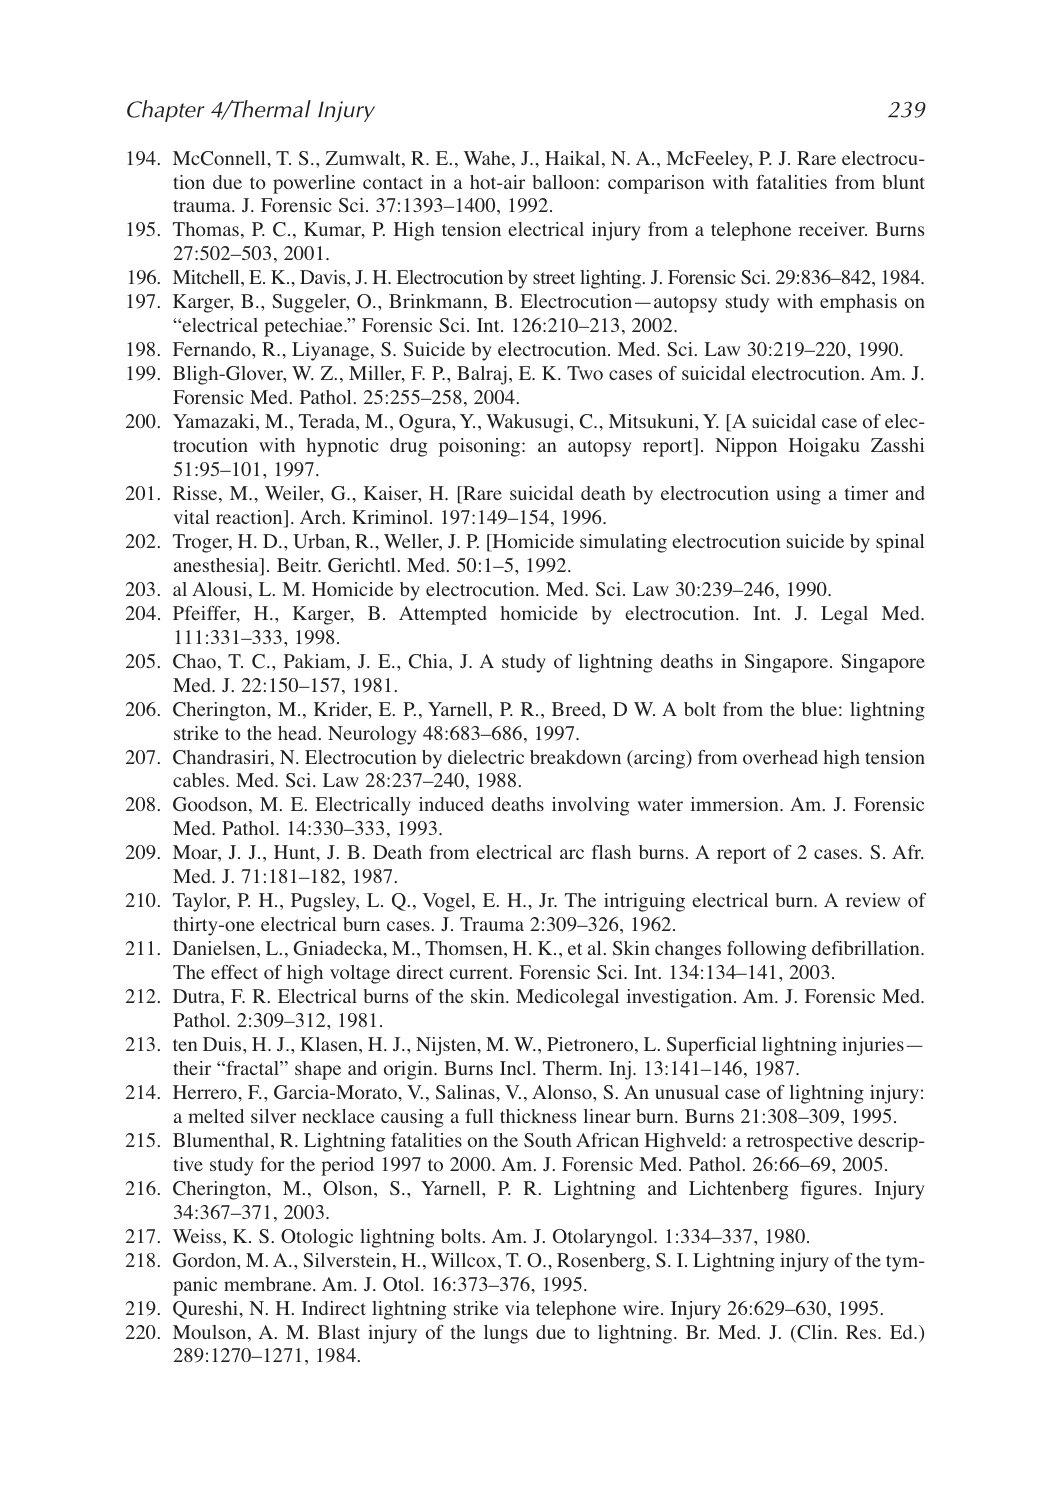 Chapter 4/Thermal Injury 239
194. McConnell, T. S., Zumwalt, R. E., Wahe, J., Haikal, N. A., McFeeley, P. J. Rare electrocu-
tion due to powerline contact in a hot-air balloon: comparison with fatalities from blunt
trauma. J. Forensic Sci. 37:1393–1400, 1992.
195. Thomas, P. C., Kumar, P. High tension electrical injury from a telephone receiver. Burns
27:502–503, 2001.
196. Mitchell, E. K., Davis, J. H. Electrocution by street lighting. J. Forensic Sci. 29:836–842, 1984.
197. Karger, B., Suggeler, O., Brinkmann, B. Electrocution—autopsy study with emphasis on
“electrical petechiae.” Forensic Sci. Int. 126:210–213, 2002.
198. Fernando, R., Liyanage, S. Suicide by electrocution. Med. Sci. Law 30:219–220, 1990.
199. Bligh-Glover, W. Z., Miller, F. P., Balraj, E. K. Two cases of suicidal electrocution. Am. J.
Forensic Med. Pathol. 25:255–258, 2004.
200. Yamazaki, M., Terada, M., Ogura, Y., Wakusugi, C., Mitsukuni, Y. [A suicidal case of elec-
trocution with hypnotic drug poisoning: an autopsy report]. Nippon Hoigaku Zasshi
51:95–101, 1997.
201. Risse, M., Weiler, G., Kaiser, H. [Rare suicidal death by electrocution using a timer and
vital reaction]. Arch. Kriminol. 197:149–154, 1996.
202. Troger, H. D., Urban, R., Weller, J. P. [Homicide simulating electrocution suicide by spinal
anesthesia]. Beitr. Gerichtl. Med. 50:1–5, 1992.
203. al Alousi, L. M. Homicide by electrocution. Med. Sci. Law 30:239–246, 1990.
204. Pfeiffer, H., Karger, B. Attempted homicide by electrocution. Int. J. Legal Med.
111:331–333, 1998.
205. Chao, T. C., Pakiam, J. E., Chia, J. A study of lightning deaths in Singapore. Singapore
Med. J. 22:150–157, 1981.
206. Cherington, M., Krider, E. P., Yarnell, P. R., Breed, D W. A bolt from the blue: lightning
strike to the head. Neurology 48:683–686, 1997.
207. Chandrasiri, N. Electrocution by dielectric breakdown (arcing) from overhead high tension
cables. Med. Sci. Law 28:237–240, 1988.
208. Goodson, M. E. Electrically induced deaths involving water immersion. Am. J. Forensic
Med. Pathol. 14:330–333, 1993.
209. Moar, J. J., Hunt, J. B. Death from electrical arc flash burns. A report of 2 cases. S. Afr.
Med. J. 71:181–182, 1987.
210. Taylor, P. H., Pugsley, L. Q., Vogel, E. H., Jr. The intriguing electrical burn. A review of
thirty-one electrical burn cases. J. Trauma 2:309–326, 1962.
211. Danielsen, L., Gniadecka, M., Thomsen, H. K., et al. Skin changes following defibrillation.
The effect of high voltage direct current. Forensic Sci. Int. 134:134–141, 2003.
212. Dutra, F. R. Electrical burns of the skin. Medicolegal investigation. Am. J. Forensic Med.
Pathol. 2:309–312, 1981.
213. ten Duis, H. J., Klasen, H. J., Nijsten, M. W., Pietronero, L. Superficial lightning injuries—
their “fractal” shape and origin. Burns Incl. Therm. Inj. 13:141–146, 1987.
214. Herrero, F., Garcia-Morato, V., Salinas, V., Alonso, S. An unusual case of lightning injury:
a melted silver necklace causing a full thickness linear burn. Burns 21:308–309, 1995.
215. Blumenthal, R. Lightning fatalities on the South African Highveld: a retrospective descrip-
tive study for the period 1997 to 2000. Am. J. Forensic Med. Pathol. 26:66–69, 2005.
216. Cherington, M., Olson, S., Yarnell, P. R. Lightning and Lichtenberg figures. Injury
34:367–371, 2003.
217. Weiss, K. S. Otologic lightning bolts. Am. J. Otolaryngol. 1:334–337, 1980.
218. Gordon, M. A., Silverstein, H., Willcox, T. O., Rosenberg, S. I. Lightning injury of the tym-
panic membrane. Am. J. Otol. 16:373–376, 1995.
219. Qureshi, N. H. Indirect lightning strike via telephone wire. Injury 26:629–630, 1995.
220. Moulson, A. M. Blast injury of the lungs due to lightning. Br. Med. J. (Clin. Res. Ed.)
289:1270–1271, 1984.